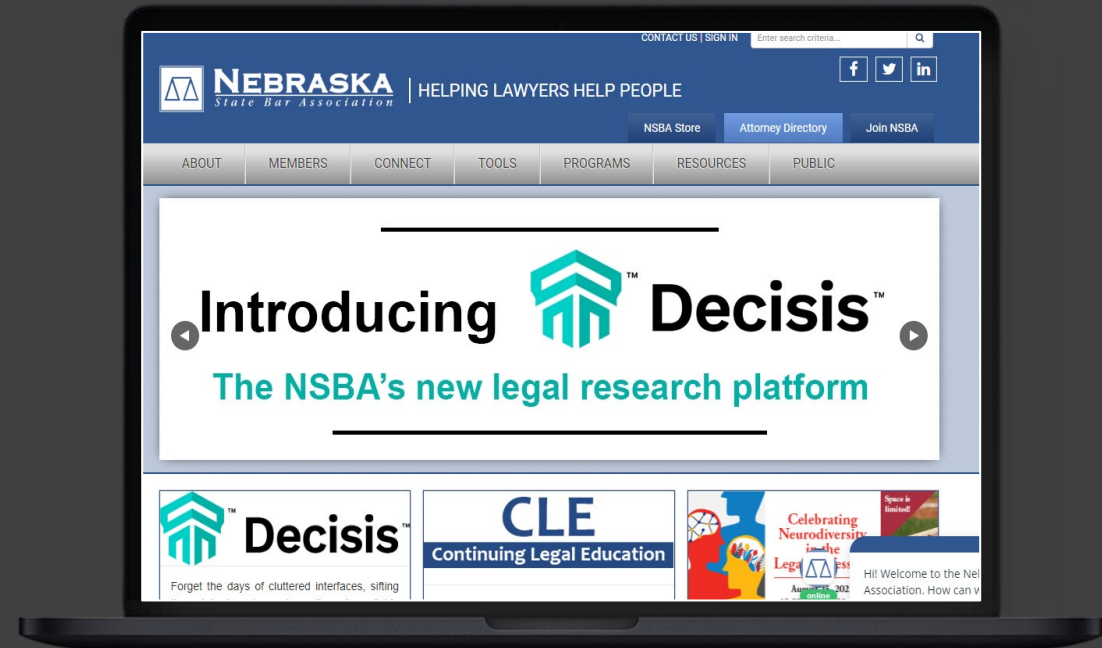 CONTACT US | SIGN IN
Enter search criteria...
NEBRASKA
State Bar Association
HELPING LAWYERS HELP PEOPLE
NSBA Store
Attorney Directory
Join NSBA
ABOUT
MEMBERS
CONNECT
TOOLS
PROGRAMS
RESOURCES
PUBLIC
Introducing Decisis™
The NSBA's new legal research platform
Decisis
CLE
Continuing Legal Education
Space is
limited!
Celebrating
Neurodiversity
in the
Forget the days of cluttered interfaces, sifting
online
Hi! Welcome to the
Association. How can